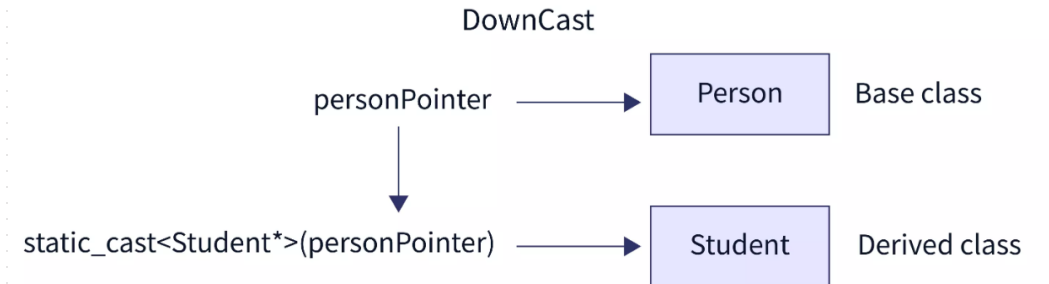 DownCast
personPointer Person Base class
static_cast<Student*>(personPointer) Student Derived class